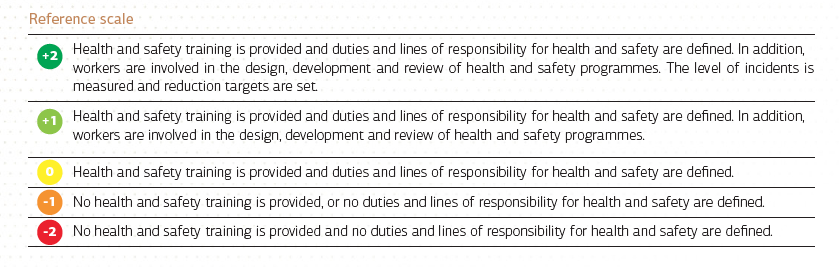 Reference scale
+2
Health and safety training is provided and duties and lines of responsibility for health and safety are defined. In addition,
workers are involved in the design, development and review of health and safety programmes. The level of incidents is
measured and reduction targets are set.
+1
Health and safety training is provided and duties and lines of responsibility for health and safety are defined. In addition,
workers are involved in the design, development and review of health and safety programmes.
0
Health and safety training is provided and duties and lines of responsibility for health and safety are defined.
-1
No health and safety training is provided, or no duties and lines of responsibility for health and safety are defined.
-2
No health and safety training is provided and no duties and lines of responsibility for health and safety are defined.